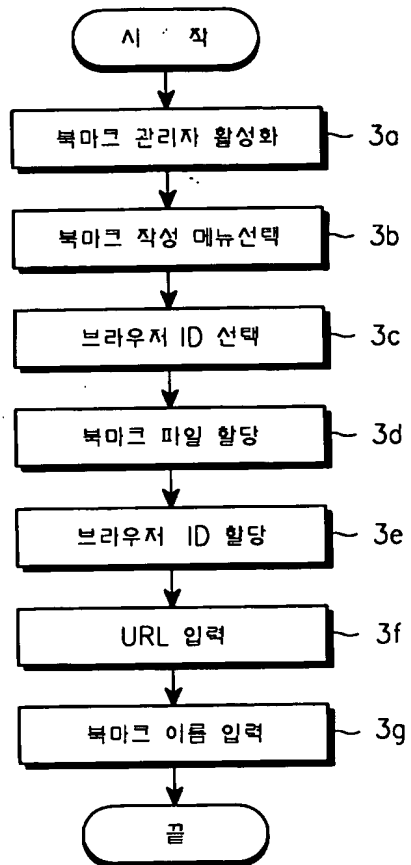 시 작
북마크 관리자 활성화
3a
북마크 작성 메뉴선택
3b
브라우저 ID 선택
3c
북마크 파일 할당
3d
브라우저 ID 할당
3e
URL 입력
3f
북마크 이름 입력
3g
끝